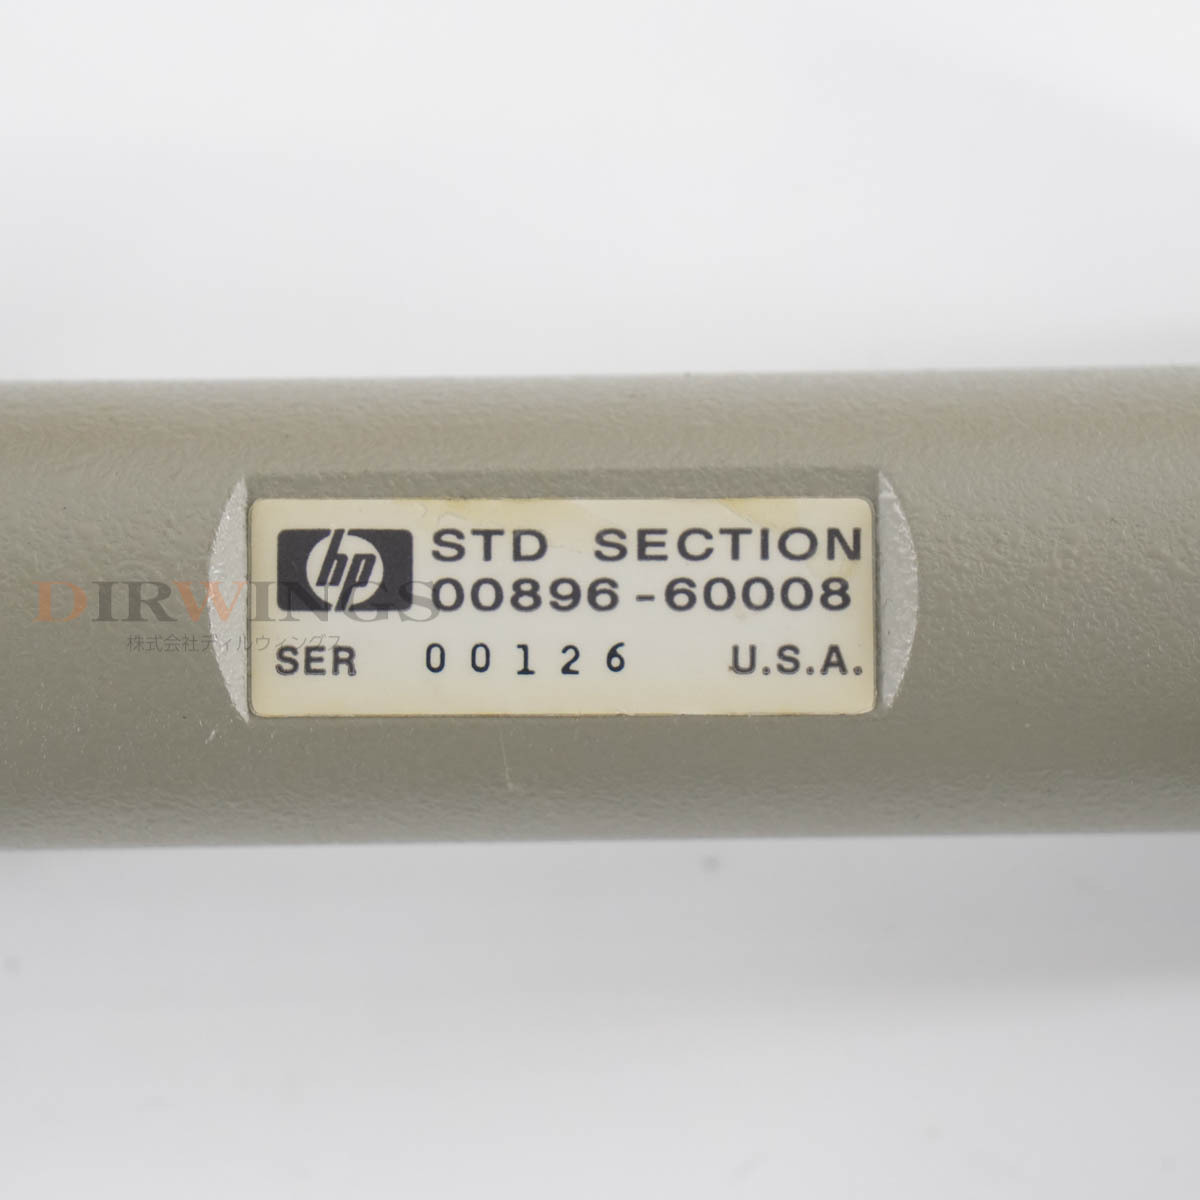 hp STD SECTION
00896-60008
DIRWINGS
株式会社ディルウィングス
SER 00126 U.S.A.